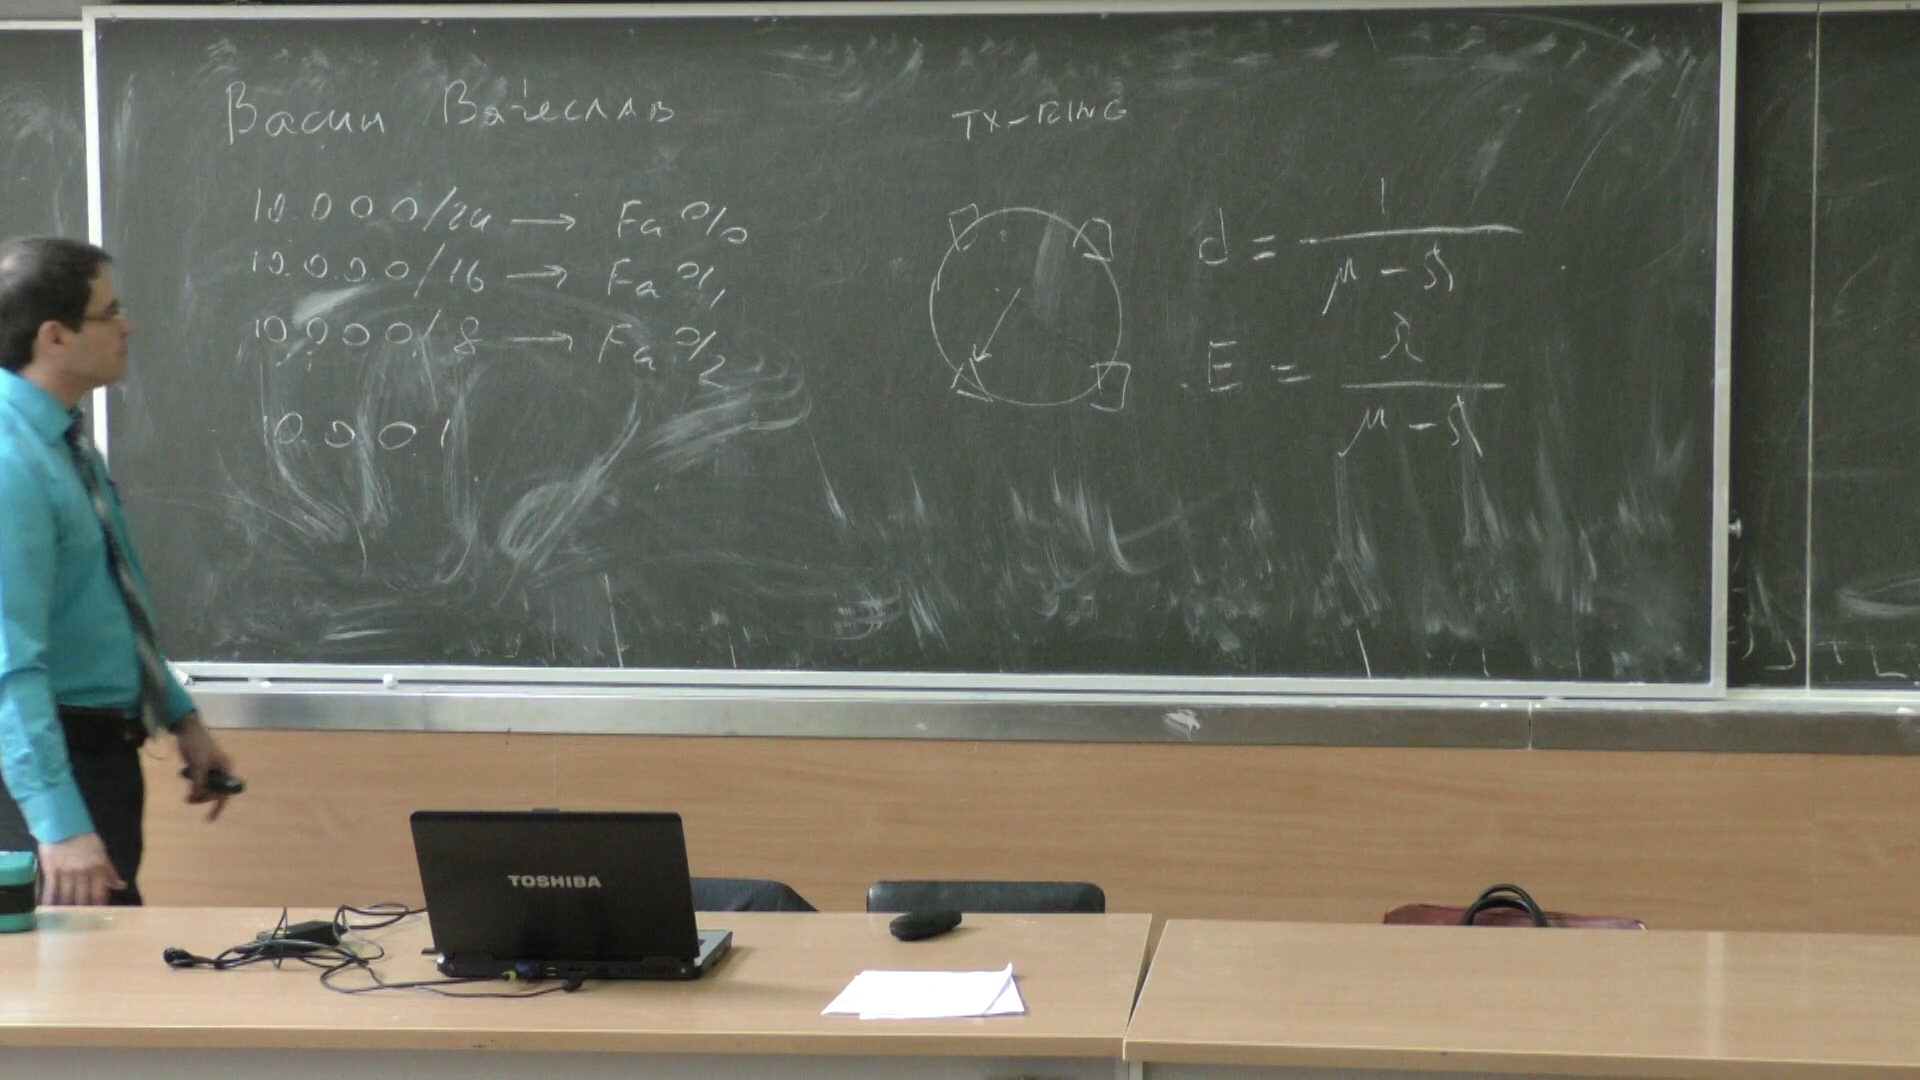 Васин Вячеслав
10.0.0.0/24 → Fa 0/0
10.0.0.0/16 → Fa 0/1
10.0.0.0/8 → Fa 0/2
10.0.0.1
TX-RING
d = 1 / (μ - λ)
E = λ / (μ - λ)
TOSHIBA